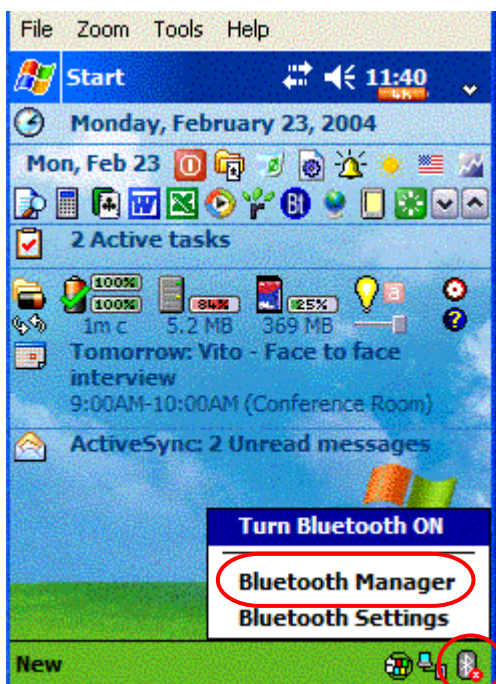 File Zoom Tools Help
Start 11:40
4h
Monday, February 23, 2004
Mon, Feb 23
2 Active tasks
100%
100% 84% 25% a
1m c 5.2 MB 369 MB ?
Tomorrow: Vito - Face to face
interview
9:00AM-10:00AM (Conference Room)
ActiveSync: 2 Unread messages
Turn Bluetooth ON
Bluetooth Manager
Bluetooth Settings
New